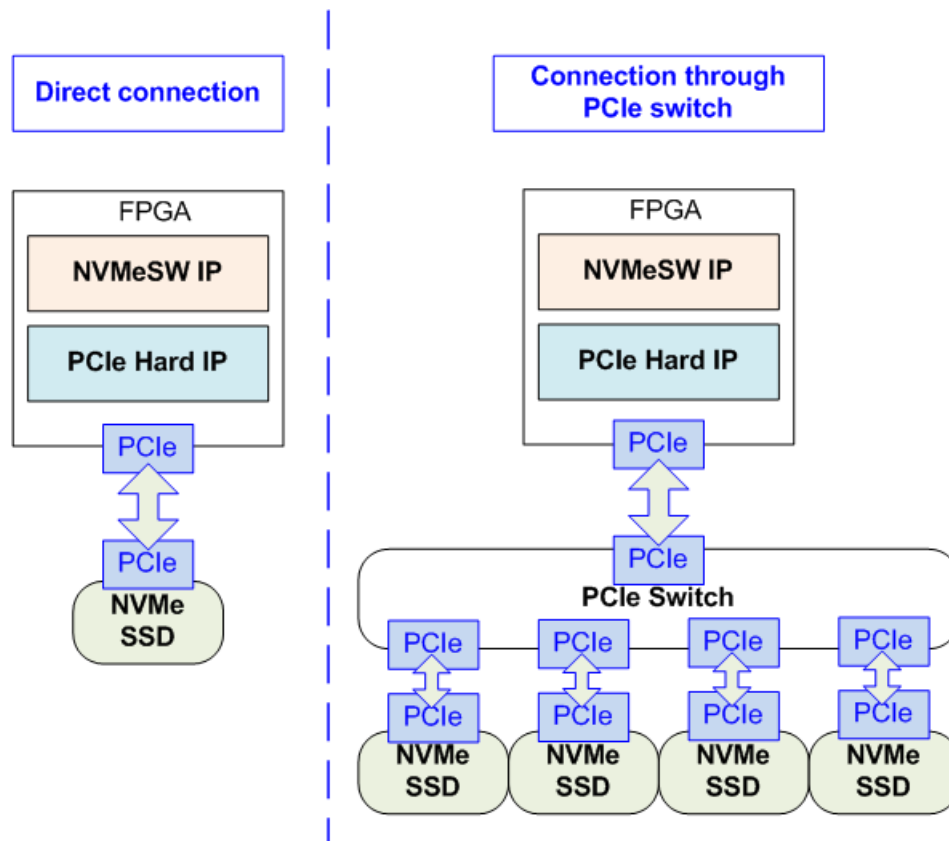 Direct connection
Connection through
PCIe switch
FPGA
NVMeSW IP
PCIe Hard IP
PCIe
PCIe
NVMe
SSD
FPGA
NVMeSW IP
PCIe Hard IP
PCIe
PCIe
PCIe Switch
PCIe PCIe PCIe PCIe
PCIe PCIe PCIe PCIe
NVMe NVMe NVMe NVMe
SSD SSD SSD SSD